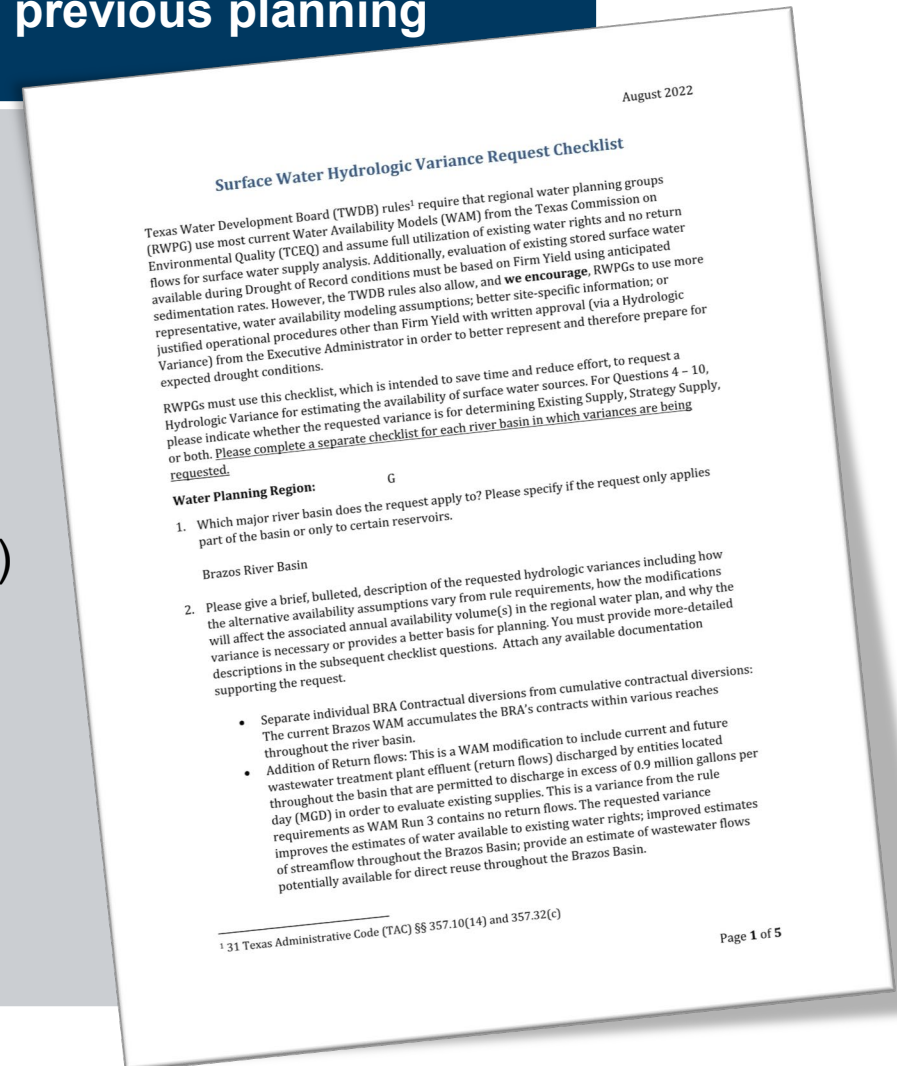 previous planning
)
August 2022
Surface Water Hydrologic Variance Request Checklist
Texas Water Development Board (TWDB) rules¹ require that regional water planning groups
(RWPG) use most current Water Availability Models (WAM) from the Texas Commission on
Environmental Quality (TCEQ) and assume full utilization of existing water rights and no return
flows for surface water supply analysis. Additionally, evaluation of existing stored surface water
available during Drought of Record conditions must be based on Firm Yield using anticipated
sedimentation rates. However, the TWDB rules also allow, and we encourage, RWPGs to use more
representative, water availability modeling assumptions; better site-specific information; or
justified operational procedures other than Firm Yield with written approval (via a Hydrologic
Variance) from the Executive Administrator in order to better represent and therefore prepare for
expected drought conditions.
RWPGs must use this checklist, which is intended to save time and reduce effort, to request a
Hydrologic Variance for estimating the availability of surface water sources. For Questions 4 – 10,
please indicate whether the requested variance is for determining Existing Supply, Strategy Supply,
or both. Please complete a separate checklist for each river basin in which variances are being
requested.
Water Planning Region: G
1. Which major river basin does the request apply to? Please specify if the request only applies
part of the basin or only to certain reservoirs.
Brazos River Basin
2. Please give a brief, bulleted, description of the requested hydrologic variances including how
the alternative availability assumptions vary from rule requirements, how the modifications
will affect the associated annual availability volume(s) in the regional water plan, and why the
variance is necessary or provides a better basis for planning. You must provide more-detailed
descriptions in the subsequent checklist questions. Attach any available documentation
supporting the request.
• Separate individual BRA Contractual diversions from cumulative contractual diversions:
The current Brazos WAM accumulates the BRA's contracts within various reaches
throughout the river basin.
• Addition of Return flows: This is a WAM modification to include current and future
wastewater treatment plant effluent (return flows) discharged by entities located
throughout the basin that are permitted to discharge in excess of 0.9 million gallons per
day (MGD) in order to evaluate existing supplies. This is a variance from the rule
requirements as WAM Run 3 contains no return flows. The requested variance
improves the estimates of water available to existing water rights; improved estimates
of streamflow throughout the Brazos Basin; provide an estimate of wastewater flows
potentially available for direct reuse throughout the Brazos Basin.
¹ 31 Texas Administrative Code (TAC) §§ 357.10(14) and 357.32(c)
Page 1 of 5